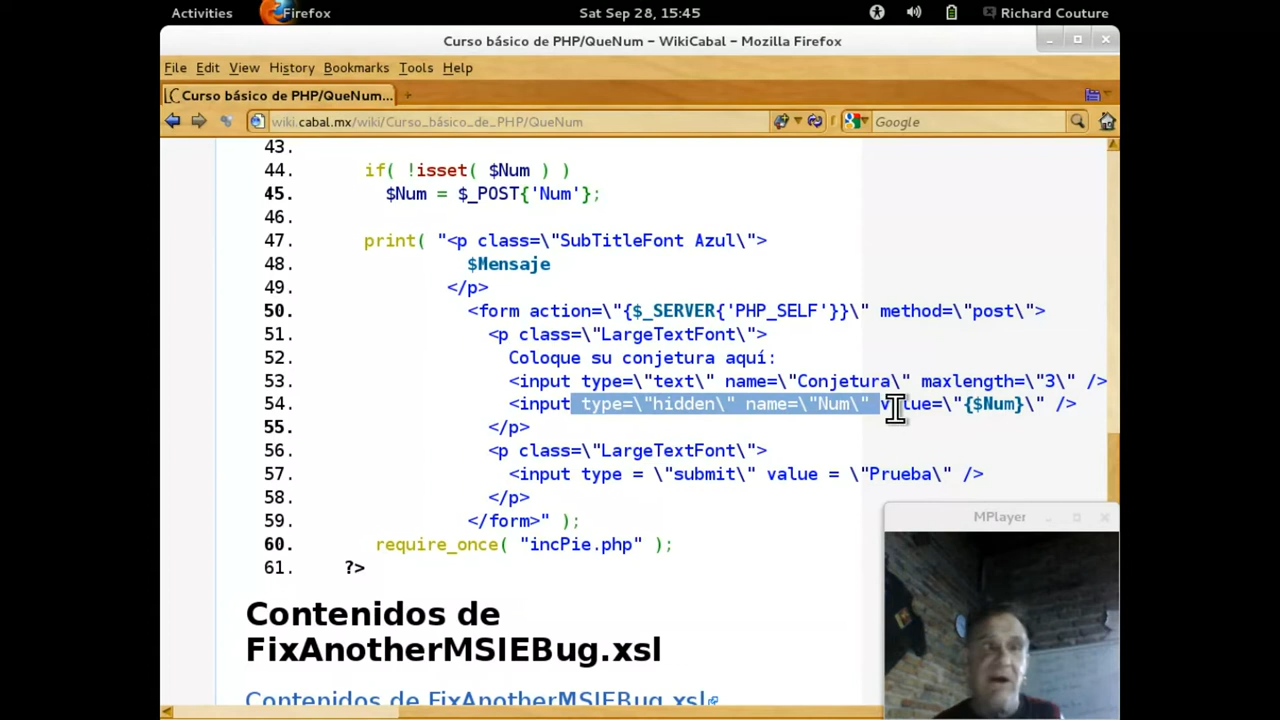 Activities Firefox Sat Sep 28, 15:45 Richard Couture
Curso básico de PHP/QueNum – WikiCabal – Mozilla Firefox
File Edit View History Bookmarks Tools Help
Curso básico de PHP/QueNum...
wiki.cabal.mx/wiki/Curso_básico_de_PHP/QueNum Google
43.
44. if( !isset( $Num ) )
45. $Num = $_POST{'Num'};
46.
47. print( "<p class=\"SubTitleFont Azul\">
48. $Mensaje
49. </p>
50. <form action=\"{$_SERVER{'PHP_SELF'}}\" method=\"post\">
51. <p class=\"LargeTextFont\">
52. Coloque su conjetura aquí:
53. <input type=\"text\" name=\"Conjetura\" maxlength=\"3\" />
54. <input type=\"hidden\" name=\"Num\" value=\"{$Num}\" />
55. </p>
56. <p class=\"LargeTextFont\">
57. <input type = \"submit\" value = \"Prueba\" />
58. </p>
59. </form>" );
60. require_once( "incPie.php" );
61. ?>
MPlayer
Contenidos de
FixAnotherMSIEBug.xsl
Contenidos de FixAnotherMSIEBug.xsl